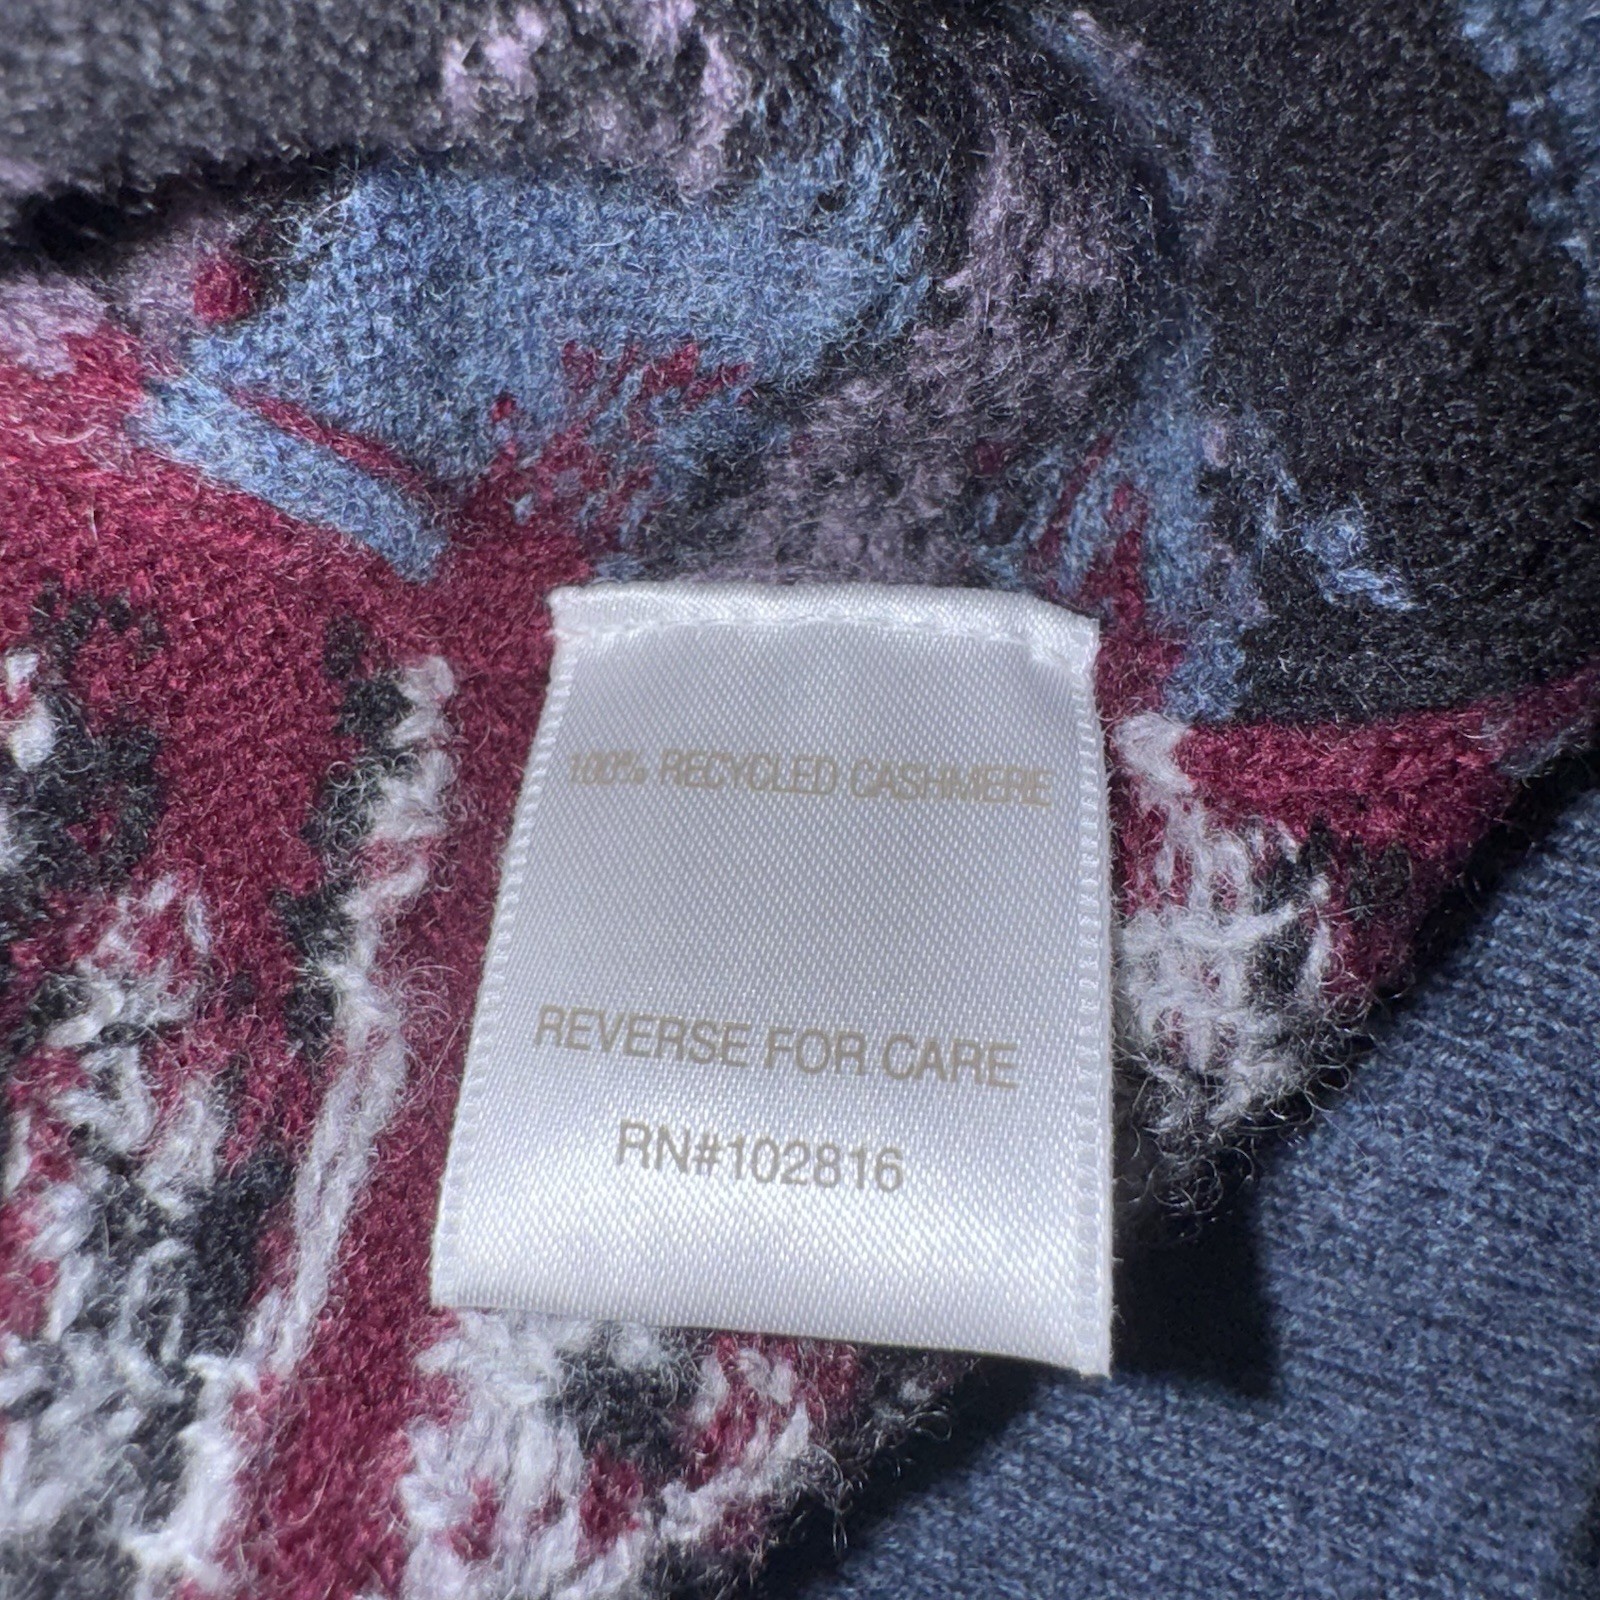 100% RECYCLED CASHMERE
REVERSE FOR CARE
RN#102816